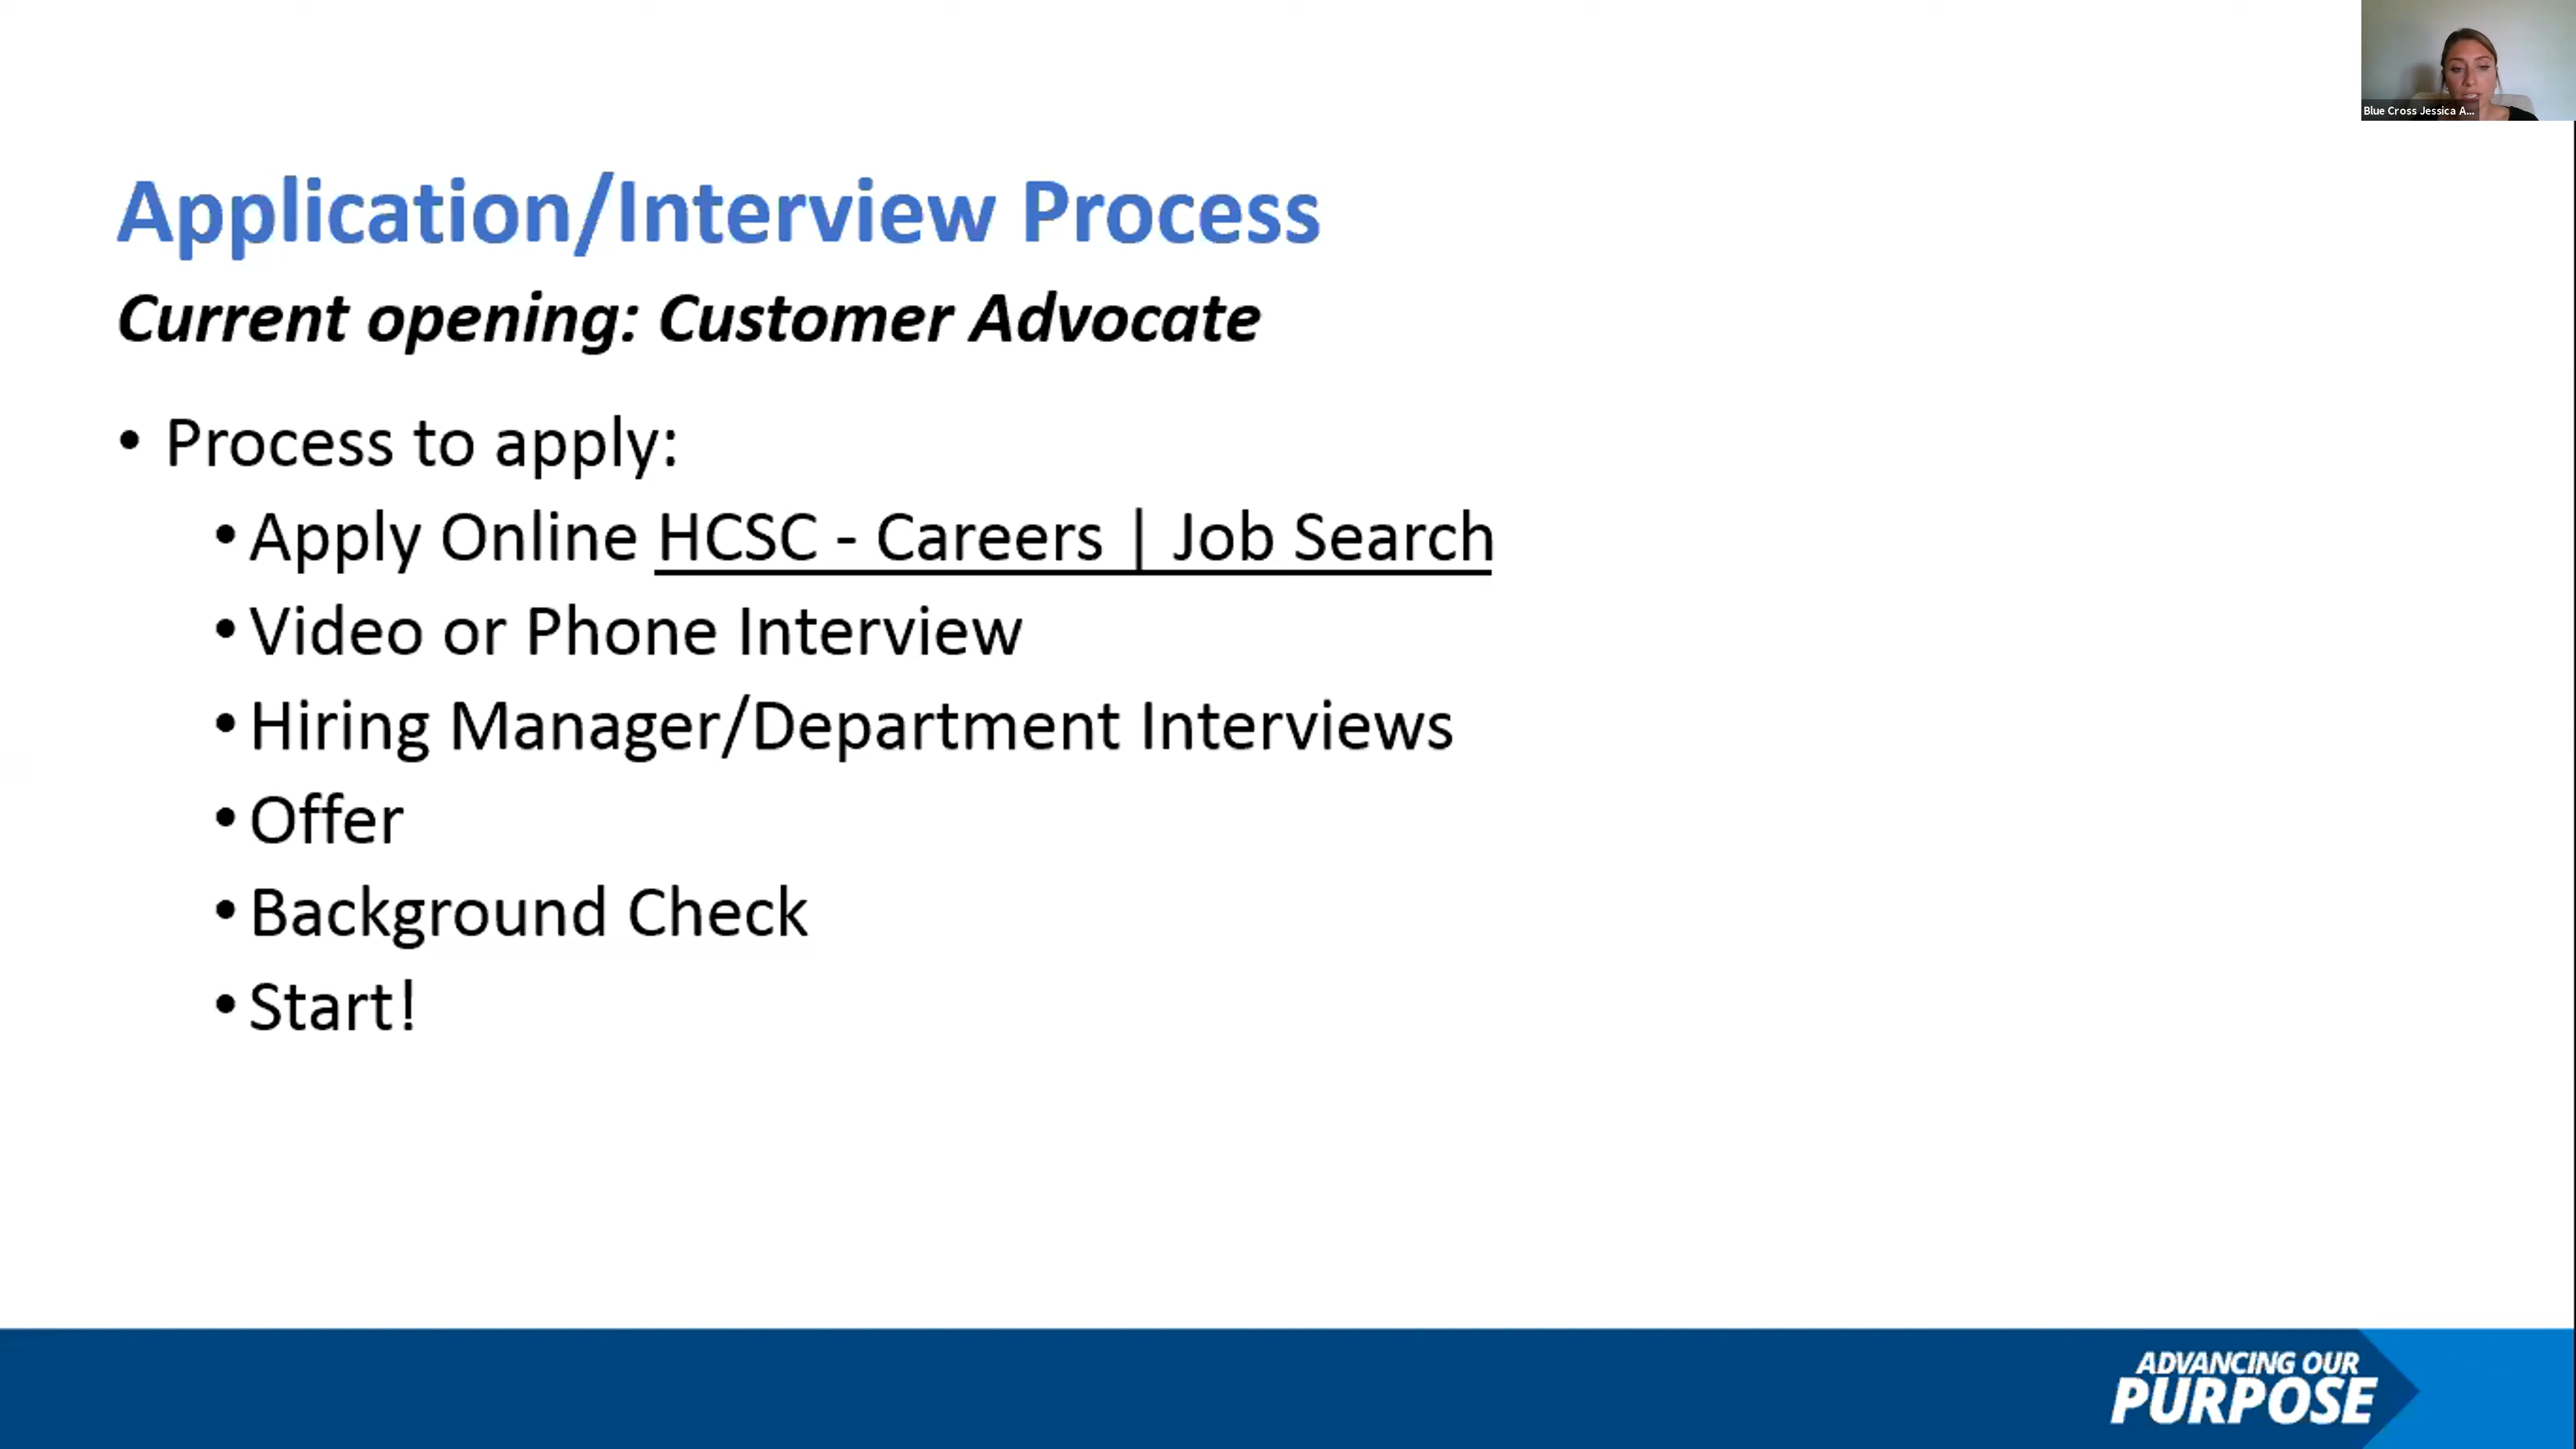 Blue Cross Jessica A...
Application/Interview Process
Current opening: Customer Advocate
• Process to apply:
• Apply Online HCSC - Careers | Job Search
• Video or Phone Interview
• Hiring Manager/Department Interviews
• Offer
• Background Check
• Start!
ADVANCING OUR
PURPOSE